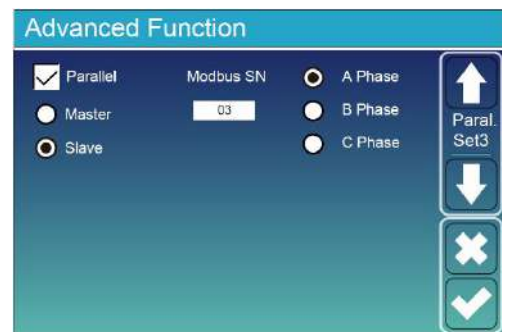 Advanced Function
Parallel Modbus SN A Phase
Master 03 B Phase
Slave C Phase
Paral.
Set3